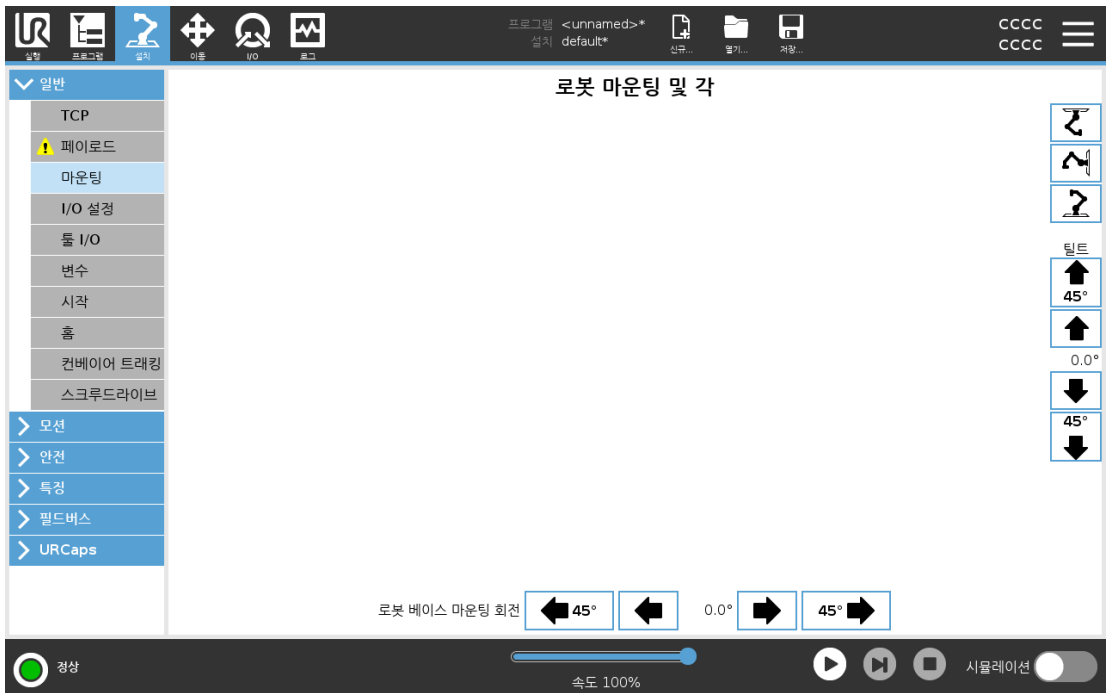 프로그램 <unnamed>*
설치 default*
CCCC
CCCC
실행 프로그램 설치 이동 I/O 로그 신규... 열기... 저장...
일반
로봇 마운팅 및 각
TCP
페이로드
마운팅
I/O 설정
툴 I/O
변수
시작
홈
컨베이어 트래킹
스크루드라이브
모션
안전
특징
필드버스
URCaps
틸트
45°
0.0°
45°
로봇 베이스 마운팅 회전 45° 0.0° 45°
정상
속도 100%
시뮬레이션